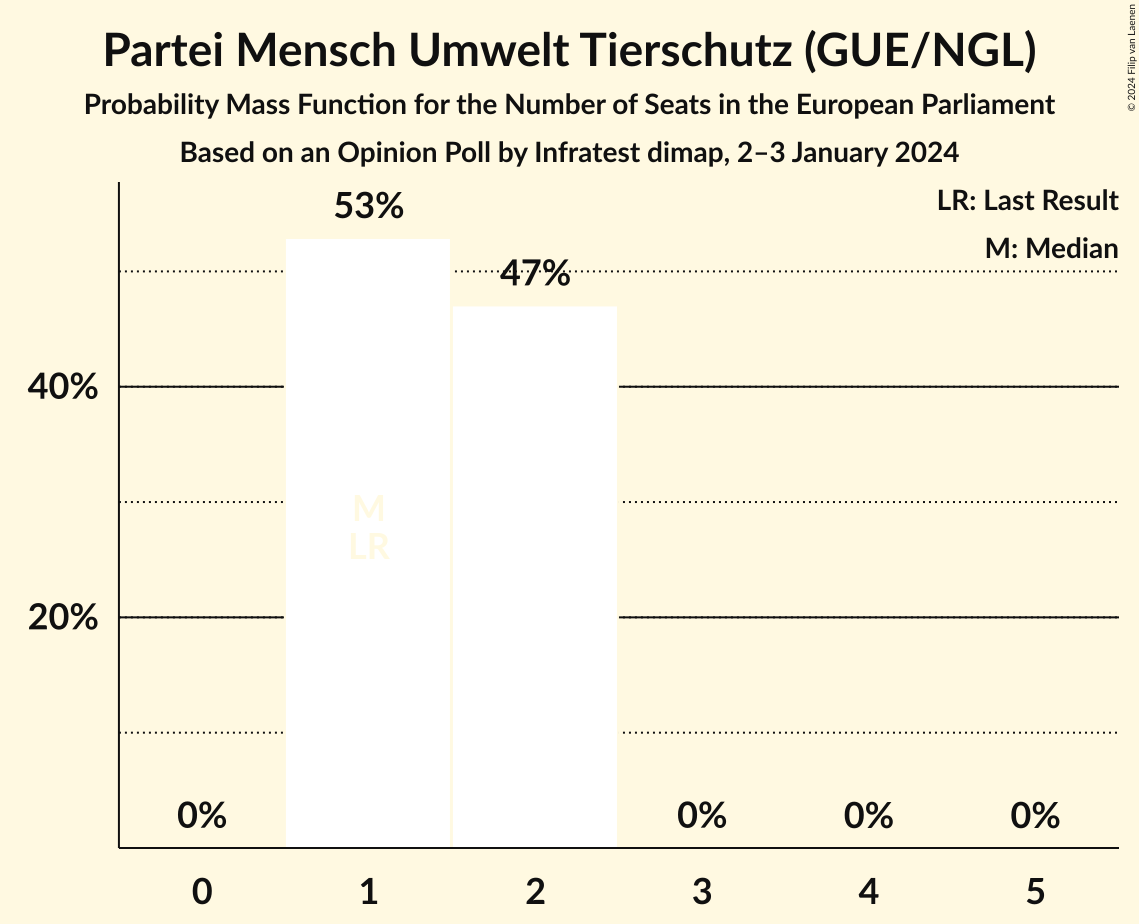 Partei Mensch Umwelt Tierschutz (GUE/NGL)
Probability Mass Function for the Number of Seats in the European Parliament
Based on an Opinion Poll by Infratest dimap, 2–3 January 2024
© 2024 Filip van Laenen
LR: Last Result
M: Median
53%
47%
40%
20%
M
LR
0%
0%
0%
0%
0
1
2
3
4
5